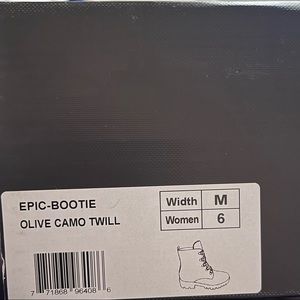 EPIC-BOOTIE
OLIVE CAMO TWILL
Width M
Women 6
7 71868 96408 6